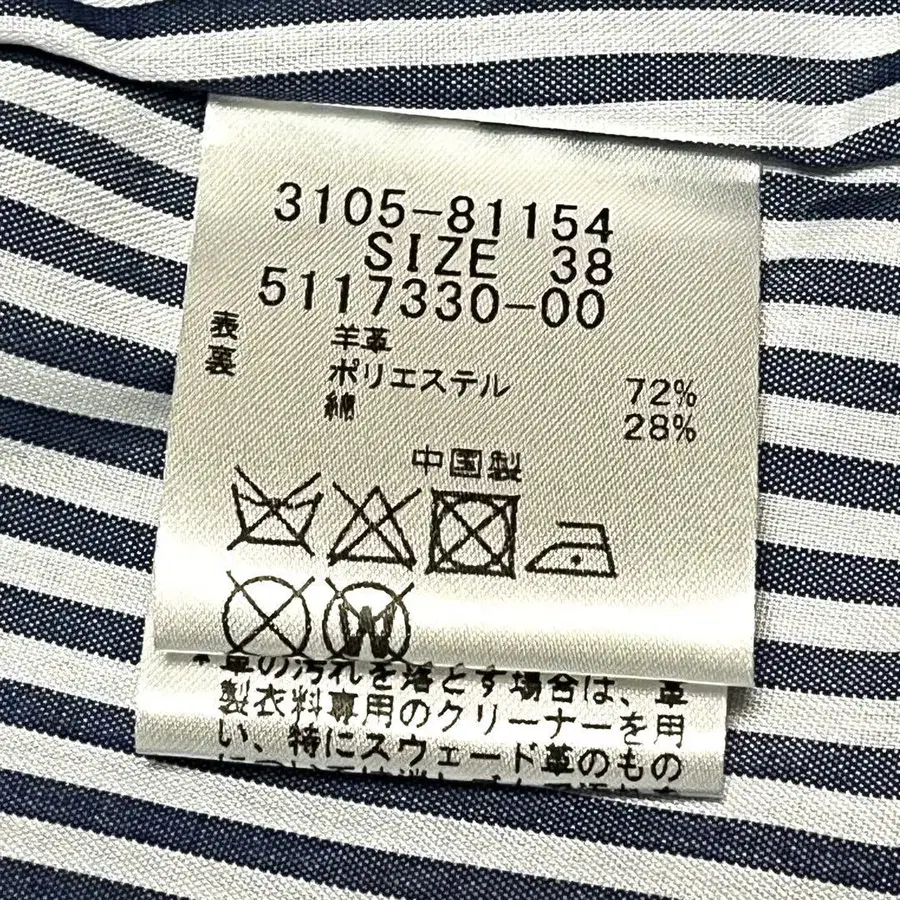 3105-81154
SIZE 38
5117330-00
表 羊革
裏 ポリエステル 72%
綿 28%
中国製
W
革の汚れを落とす場合は、革
製衣料専用のクリーナーを用
い、特にスウェード革のもの